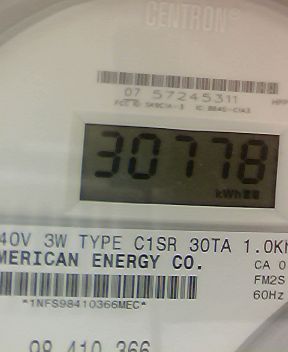 CENTRON®
07 57245311
30778
kWh
40V 3W TYPE C1SR 30TA 1.0K
MERICAN ENERGY CO.
CA 0
FM2S
60Hz
*1NFS98410366MEC*
98 410 366